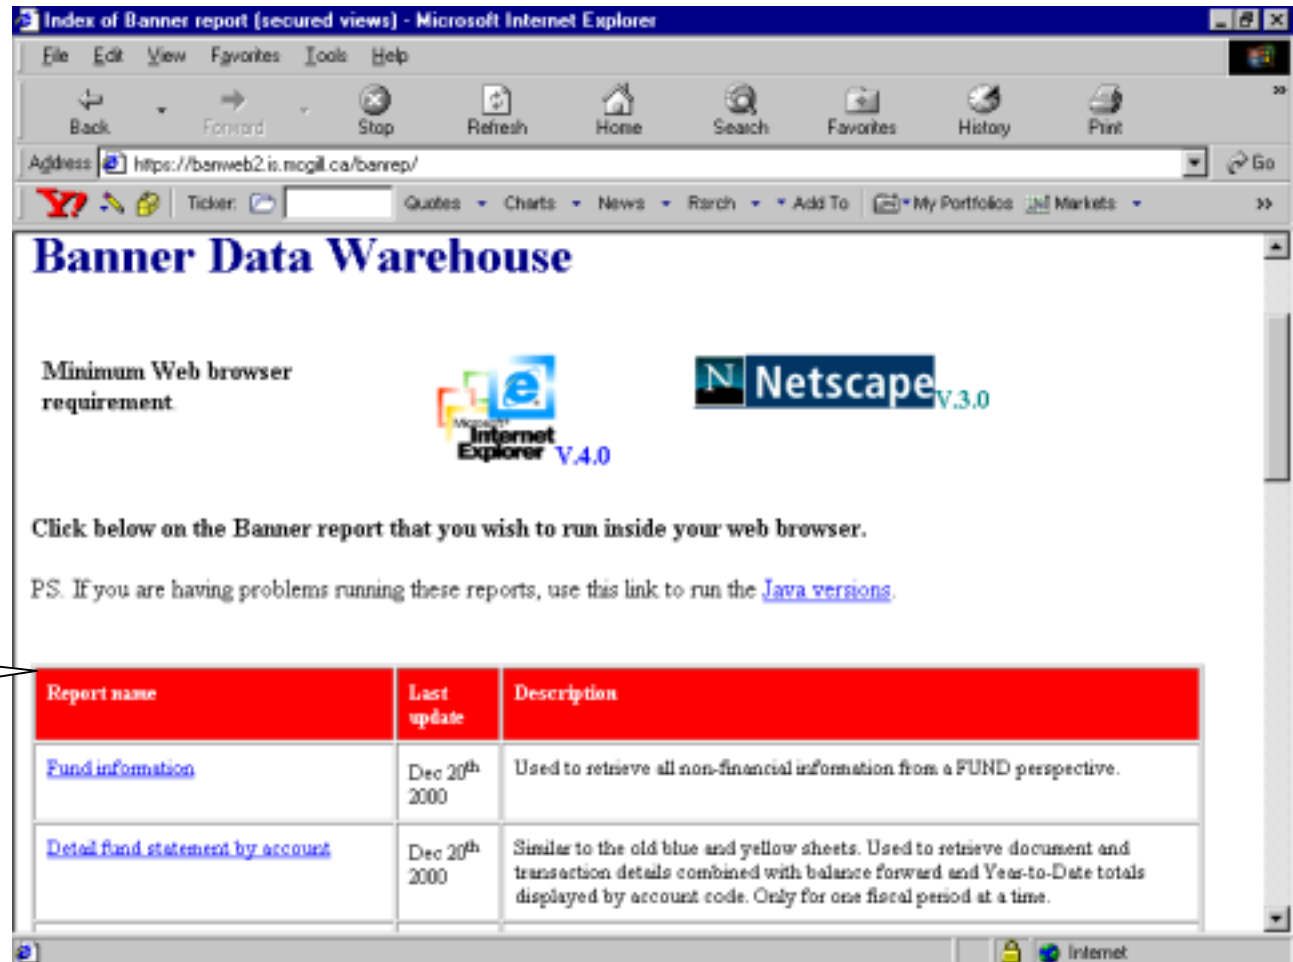 Index of Banner report (secured views) - Microsoft Internet Explorer
File Edit View Favorites Tools Help
Back Forward Stop Refresh Home Search Favorites History Print
Address https://banweb2.is.mcgill.ca/banrep/ Go
Y! Ticker: Quotes Charts News Rsrch Add To My Portfolios Markets
Banner Data Warehouse
Minimum Web browser
requirement
Microsoft
Internet
Explorer V.4.0
N Netscape V.3.0
Click below on the Banner report that you wish to run inside your web browser.
PS. If you are having problems running these reports, use this link to run the Java versions.
Report name
Last
update
Description
Fund information
Dec 20th
2000
Used to retrieve all non-financial information from a FUND perspective.
Detail fund statement by account
Dec 20th
2000
Similar to the old blue and yellow sheets. Used to retrieve document and
transaction details combined with balance forward and Year-to-Date totals
displayed by account code. Only for one fiscal period at a time.
Internet